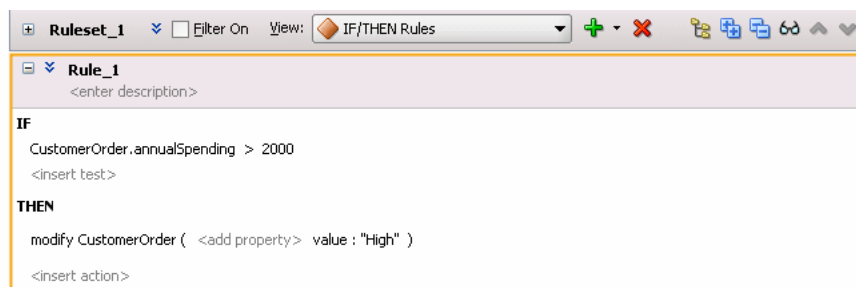 Ruleset_1 Filter On View: IF/THEN Rules
Rule_1
<enter description>
IF
CustomerOrder.annualSpending > 2000
<insert test>
THEN
modify CustomerOrder ( <add property> value : "High" )
<insert action>